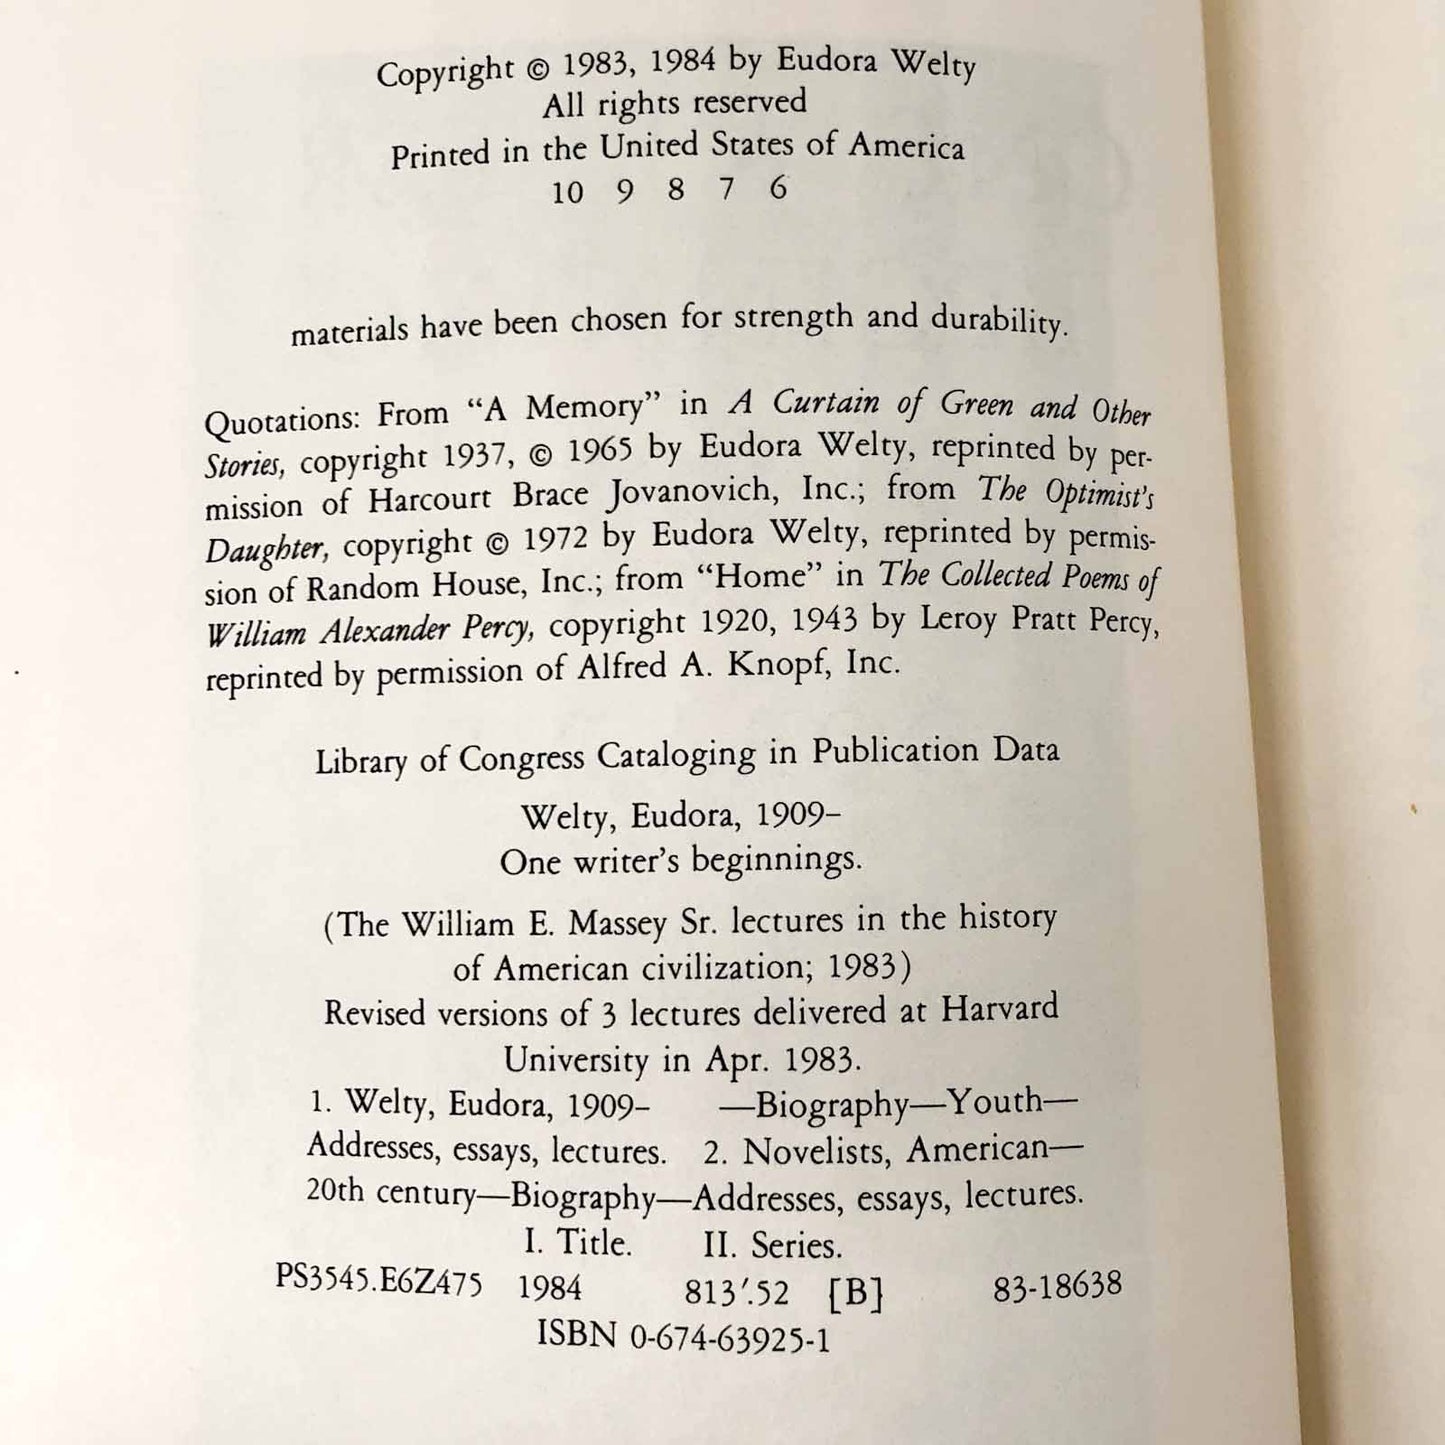 Copyright © 1983, 1984 by Eudora Welty
All rights reserved
Printed in the United States of America
10 9 8 7 6
materials have been chosen for strength and durability.
Quotations: From “A Memory” in A Curtain of Green and Other
Stories, copyright 1937, © 1965 by Eudora Welty, reprinted by per-
mission of Harcourt Brace Jovanovich, Inc.; from The Optimist’s
Daughter, copyright © 1972 by Eudora Welty, reprinted by permis-
sion of Random House, Inc.; from “Home” in The Collected Poems of
William Alexander Percy, copyright 1920, 1943 by Leroy Pratt Percy,
reprinted by permission of Alfred A. Knopf, Inc.
Library of Congress Cataloging in Publication Data
Welty, Eudora, 1909–
One writer’s beginnings.
(The William E. Massey Sr. lectures in the history
of American civilization; 1983)
Revised versions of 3 lectures delivered at Harvard
University in Apr. 1983.
1. Welty, Eudora, 1909– —Biography—Youth—
Addresses, essays, lectures. 2. Novelists, American—
20th century—Biography—Addresses, essays, lectures.
I. Title. II. Series.
PS3545.E6Z475 1984 813′.52 [B] 83-18638
ISBN 0-674-63925-1